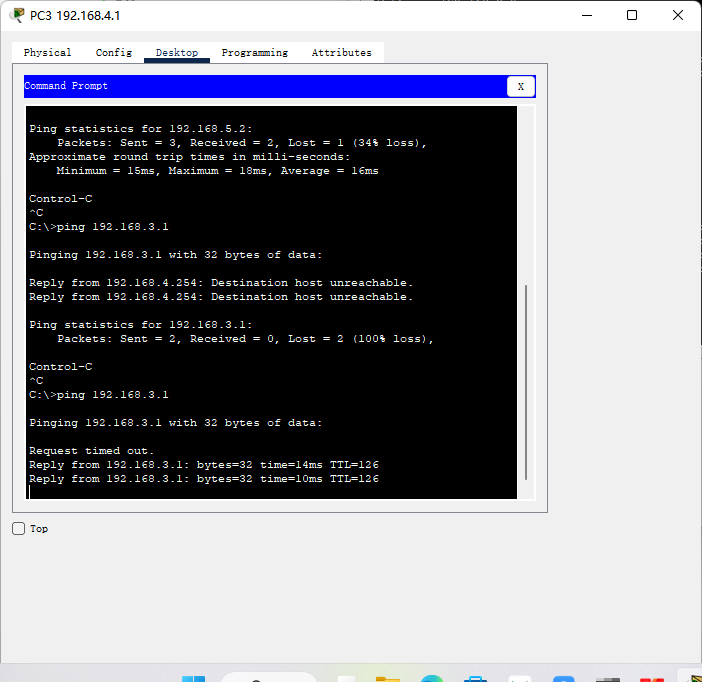 PC3 192.168.4.1
Physical Config Desktop Programming Attributes
Command Prompt
X
Ping statistics for 192.168.5.2:
Packets: Sent = 3, Received = 2, Lost = 1 (34% loss),
Approximate round trip times in milli-seconds:
Minimum = 15ms, Maximum = 18ms, Average = 16ms
Control-C
^C
C:\>ping 192.168.3.1
Pinging 192.168.3.1 with 32 bytes of data:
Reply from 192.168.4.254: Destination host unreachable.
Reply from 192.168.4.254: Destination host unreachable.
Ping statistics for 192.168.3.1:
Packets: Sent = 2, Received = 0, Lost = 2 (100% loss),
Control-C
^C
C:\>ping 192.168.3.1
Pinging 192.168.3.1 with 32 bytes of data:
Request timed out.
Reply from 192.168.3.1: bytes=32 time=14ms TTL=126
Reply from 192.168.3.1: bytes=32 time=10ms TTL=126
Top